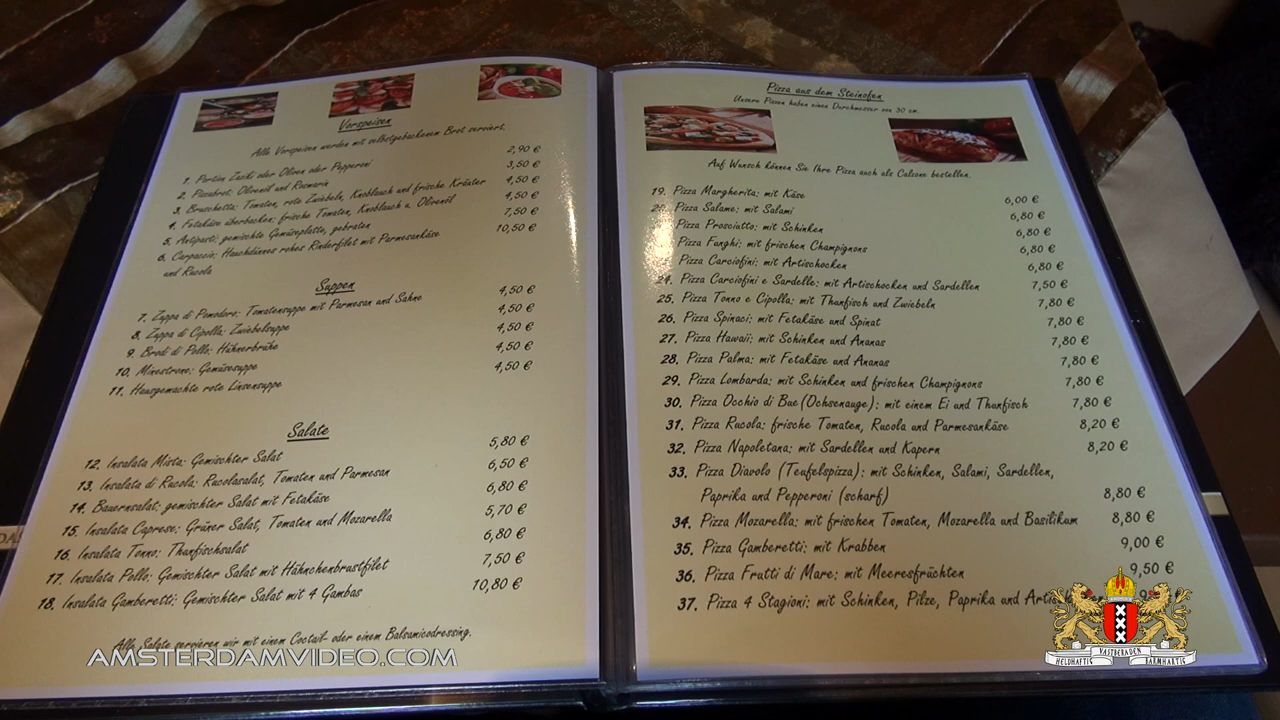 Vorspeisen
Alle Vorspeisen werden mit selbstgebackenem Brot serviert.
1. Portion Zaziki oder Oliven oder Pepperoni 2,90 €
2. Pizzabrot: Olivenöl und Rosmarin 3,50 €
3. Bruschetta: Tomaten, rote Zwiebeln, Knoblauch und frische Kräuter 4,50 €
4. Fetakäse überbacken: frische Tomaten, Knoblauch u. Olivenöl 4,50 €
5. Antipasti: gemischte Gemüseplatte, gebraten 7,50 €
6. Carpaccio: Hauchdünnes rohes Rinderfilet mit Parmesankäse 10,50 €
und Rucola
Suppen
7. Zuppa di Pomodoro: Tomatensuppe mit Parmesan und Sahne 4,50 €
8. Zuppa di Cipolla: Zwiebelsuppe 4,50 €
9. Brodi di Pollo: Hühnerbrühe 4,50 €
10. Minestrone: Gemüsesuppe 4,50 €
11. Hausgemachte rote Linsensuppe 4,50 €
Salate
12. Insalata Mista: Gemischter Salat 5,80 €
13. Insalata di Rucola: Rucolasalat, Tomaten und Parmesan 6,50 €
14. Bauernsalat: gemischter Salat mit Fetakäse 6,80 €
15. Insalata Caprese: Grüner Salat, Tomaten und Mozarella 5,70 €
16. Insalata Tonno: Thunfischsalat 6,80 €
17. Insalata Pollo: Gemischter Salat mit Hähnchenbrustfilet 7,50 €
18. Insalata Gamberetti: Gemischter Salat mit 4 Gambas 10,80 €
Alle Salate servieren wir mit einem Coctail- oder einem Balsamicodressing.
Pizza aus dem Steinofen
Unsere Pizzen haben einen Durchmesser von 30 cm.
Auf Wunsch können Sie Ihre Pizza auch als Calzone bestellen.
19. Pizza Margherita: mit Käse 6,00 €
Pizza Salame: mit Salami 6,80 €
Pizza Prosciutto: mit Schinken 6,80 €
Pizza Funghi: mit frischen Champignons 6,80 €
Pizza Carciofini: mit Artischocken 6,80 €
24. Pizza Carciofini e Sardelle: mit Artischocken und Sardellen 7,50 €
25. Pizza Tonno e Cipolla: mit Thunfisch und Zwiebeln 7,80 €
26. Pizza Spinaci: mit Fetakäse und Spinat 7,80 €
27. Pizza Hawaii: mit Schinken und Ananas 7,80 €
28. Pizza Palma: mit Fetakäse und Ananas 7,80 €
29. Pizza Lombarda: mit Schinken und frischen Champignons 7,80 €
30. Pizza Occhio di Bue (Ochsenauge): mit einem Ei und Thunfisch 7,80 €
31. Pizza Rucola: frische Tomaten, Rucola und Parmesankäse 8,20 €
32. Pizza Napoletana: mit Sardellen und Kapern 8,20 €
33. Pizza Diavolo (Teufelspizza): mit Schinken, Salami, Sardellen,
Paprika und Pepperoni (scharf) 8,80 €
34. Pizza Mozarella: mit frischen Tomaten, Mozarella und Basilikum 8,80 €
35. Pizza Gamberetti: mit Krabben 9,00 €
36. Pizza Frutti di Mare: mit Meeresfrüchten 9,50 €
37. Pizza 4 Stagioni: mit Schinken, Pilze, Paprika und
AMSTERDAMVIDEO.COM
HELDHAFTIG VASTBERADEN BARMHARTIG